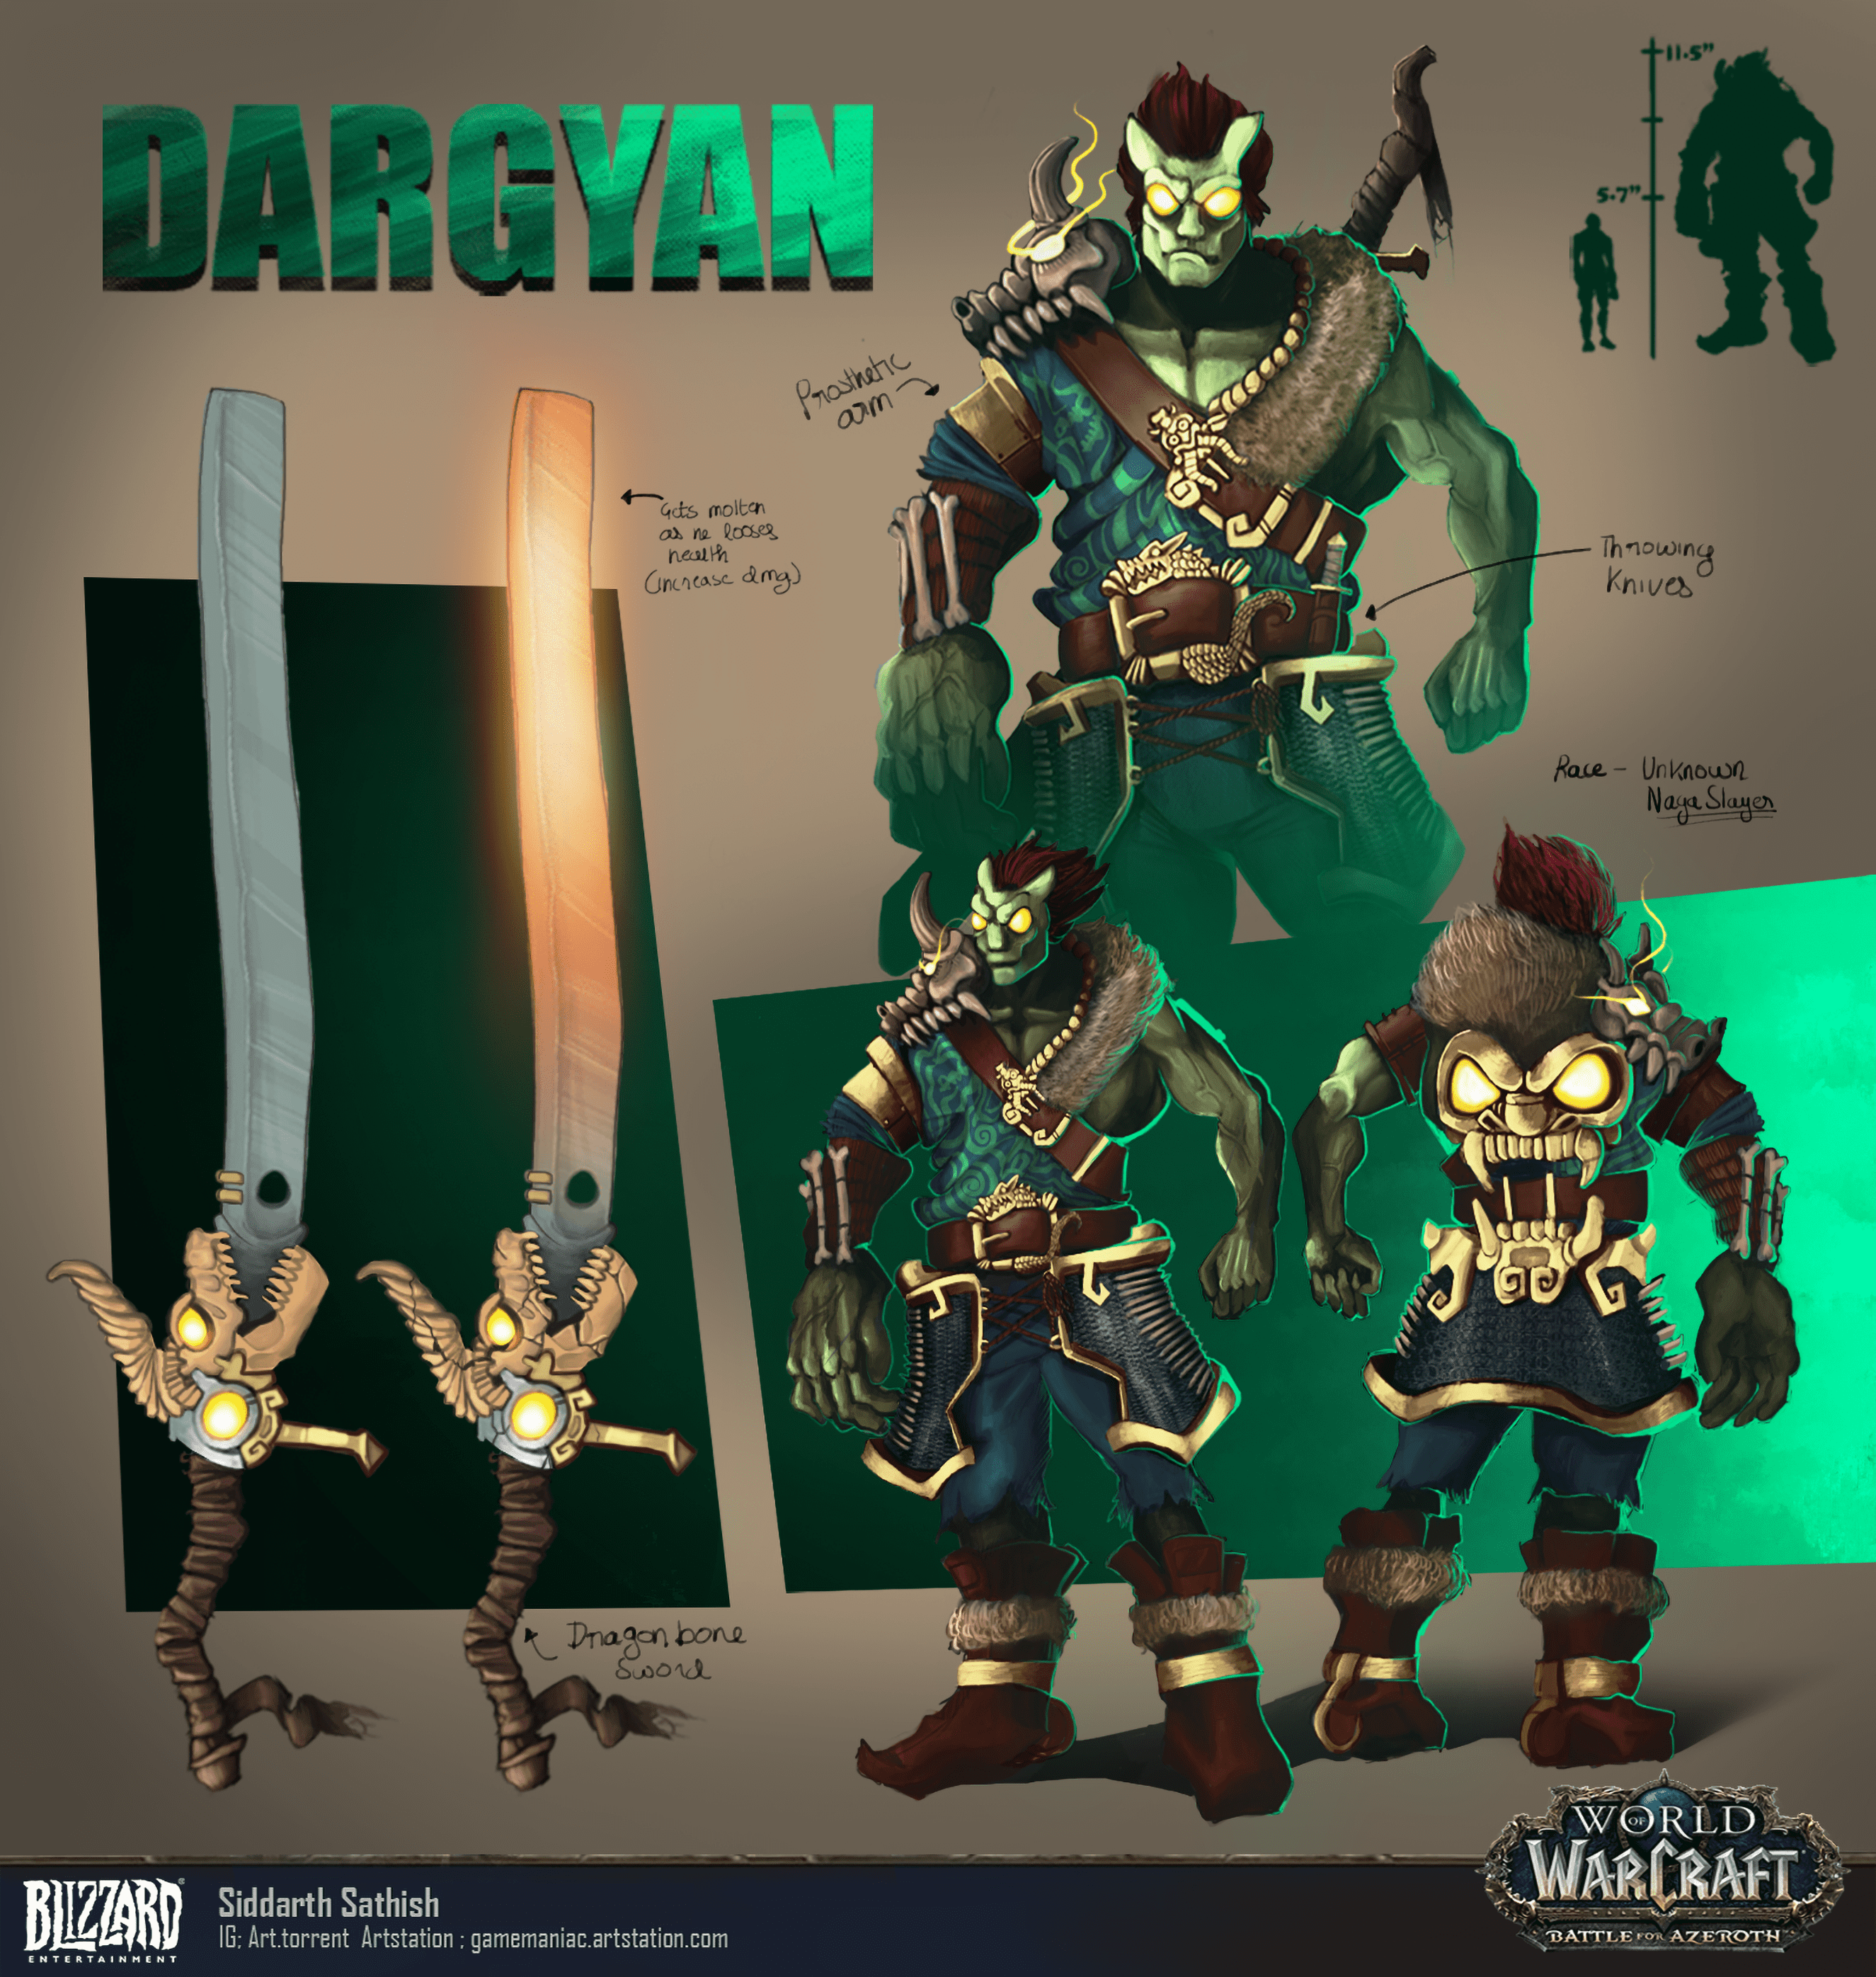 DARGYAN
11.5"
5.7"
Prosthetic
arm
Gets molten
as he looses
health
(increase dmg)
Throwing
Knives
Race - Unknown
Naga Slayer
Dragon bone
Sword
WORLD
OF
WARCRAFT
BATTLE FOR AZEROTH
BLIZZARD®
ENTERTAINMENT
Siddarth Sathish
IG; Art.torrent Artstation ; gamemaniac.artstation.com